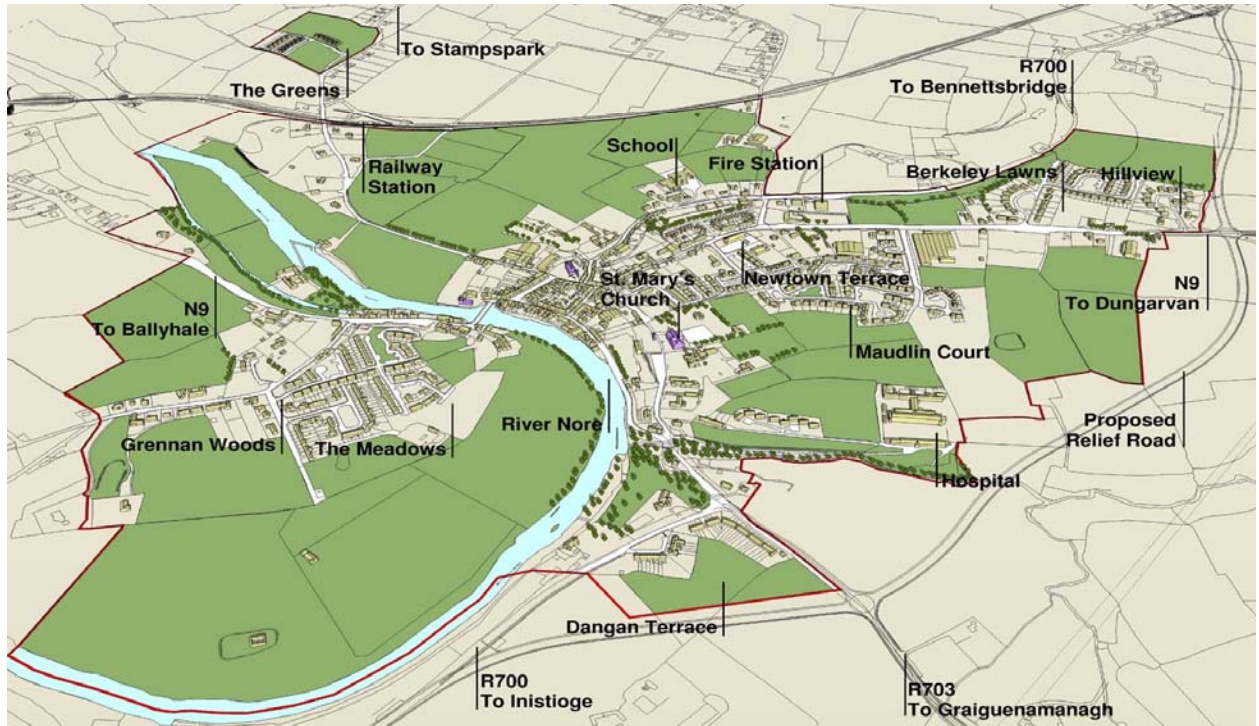 To Stampspark
The Greens
R700
To Bennettsbridge
Railway
Station
School
Fire Station
Berkeley Lawns
Hillview
N9
To Ballyhale
St. Mary's
Church
Newtown Terrace
N9
To Dungarvan
Maudlin Court
Grennan Woods
The Meadows
River Nore
Proposed
Relief Road
Hospital
Dangan Terrace
R700
To Inistioge
R703
To Graiguenamanagh